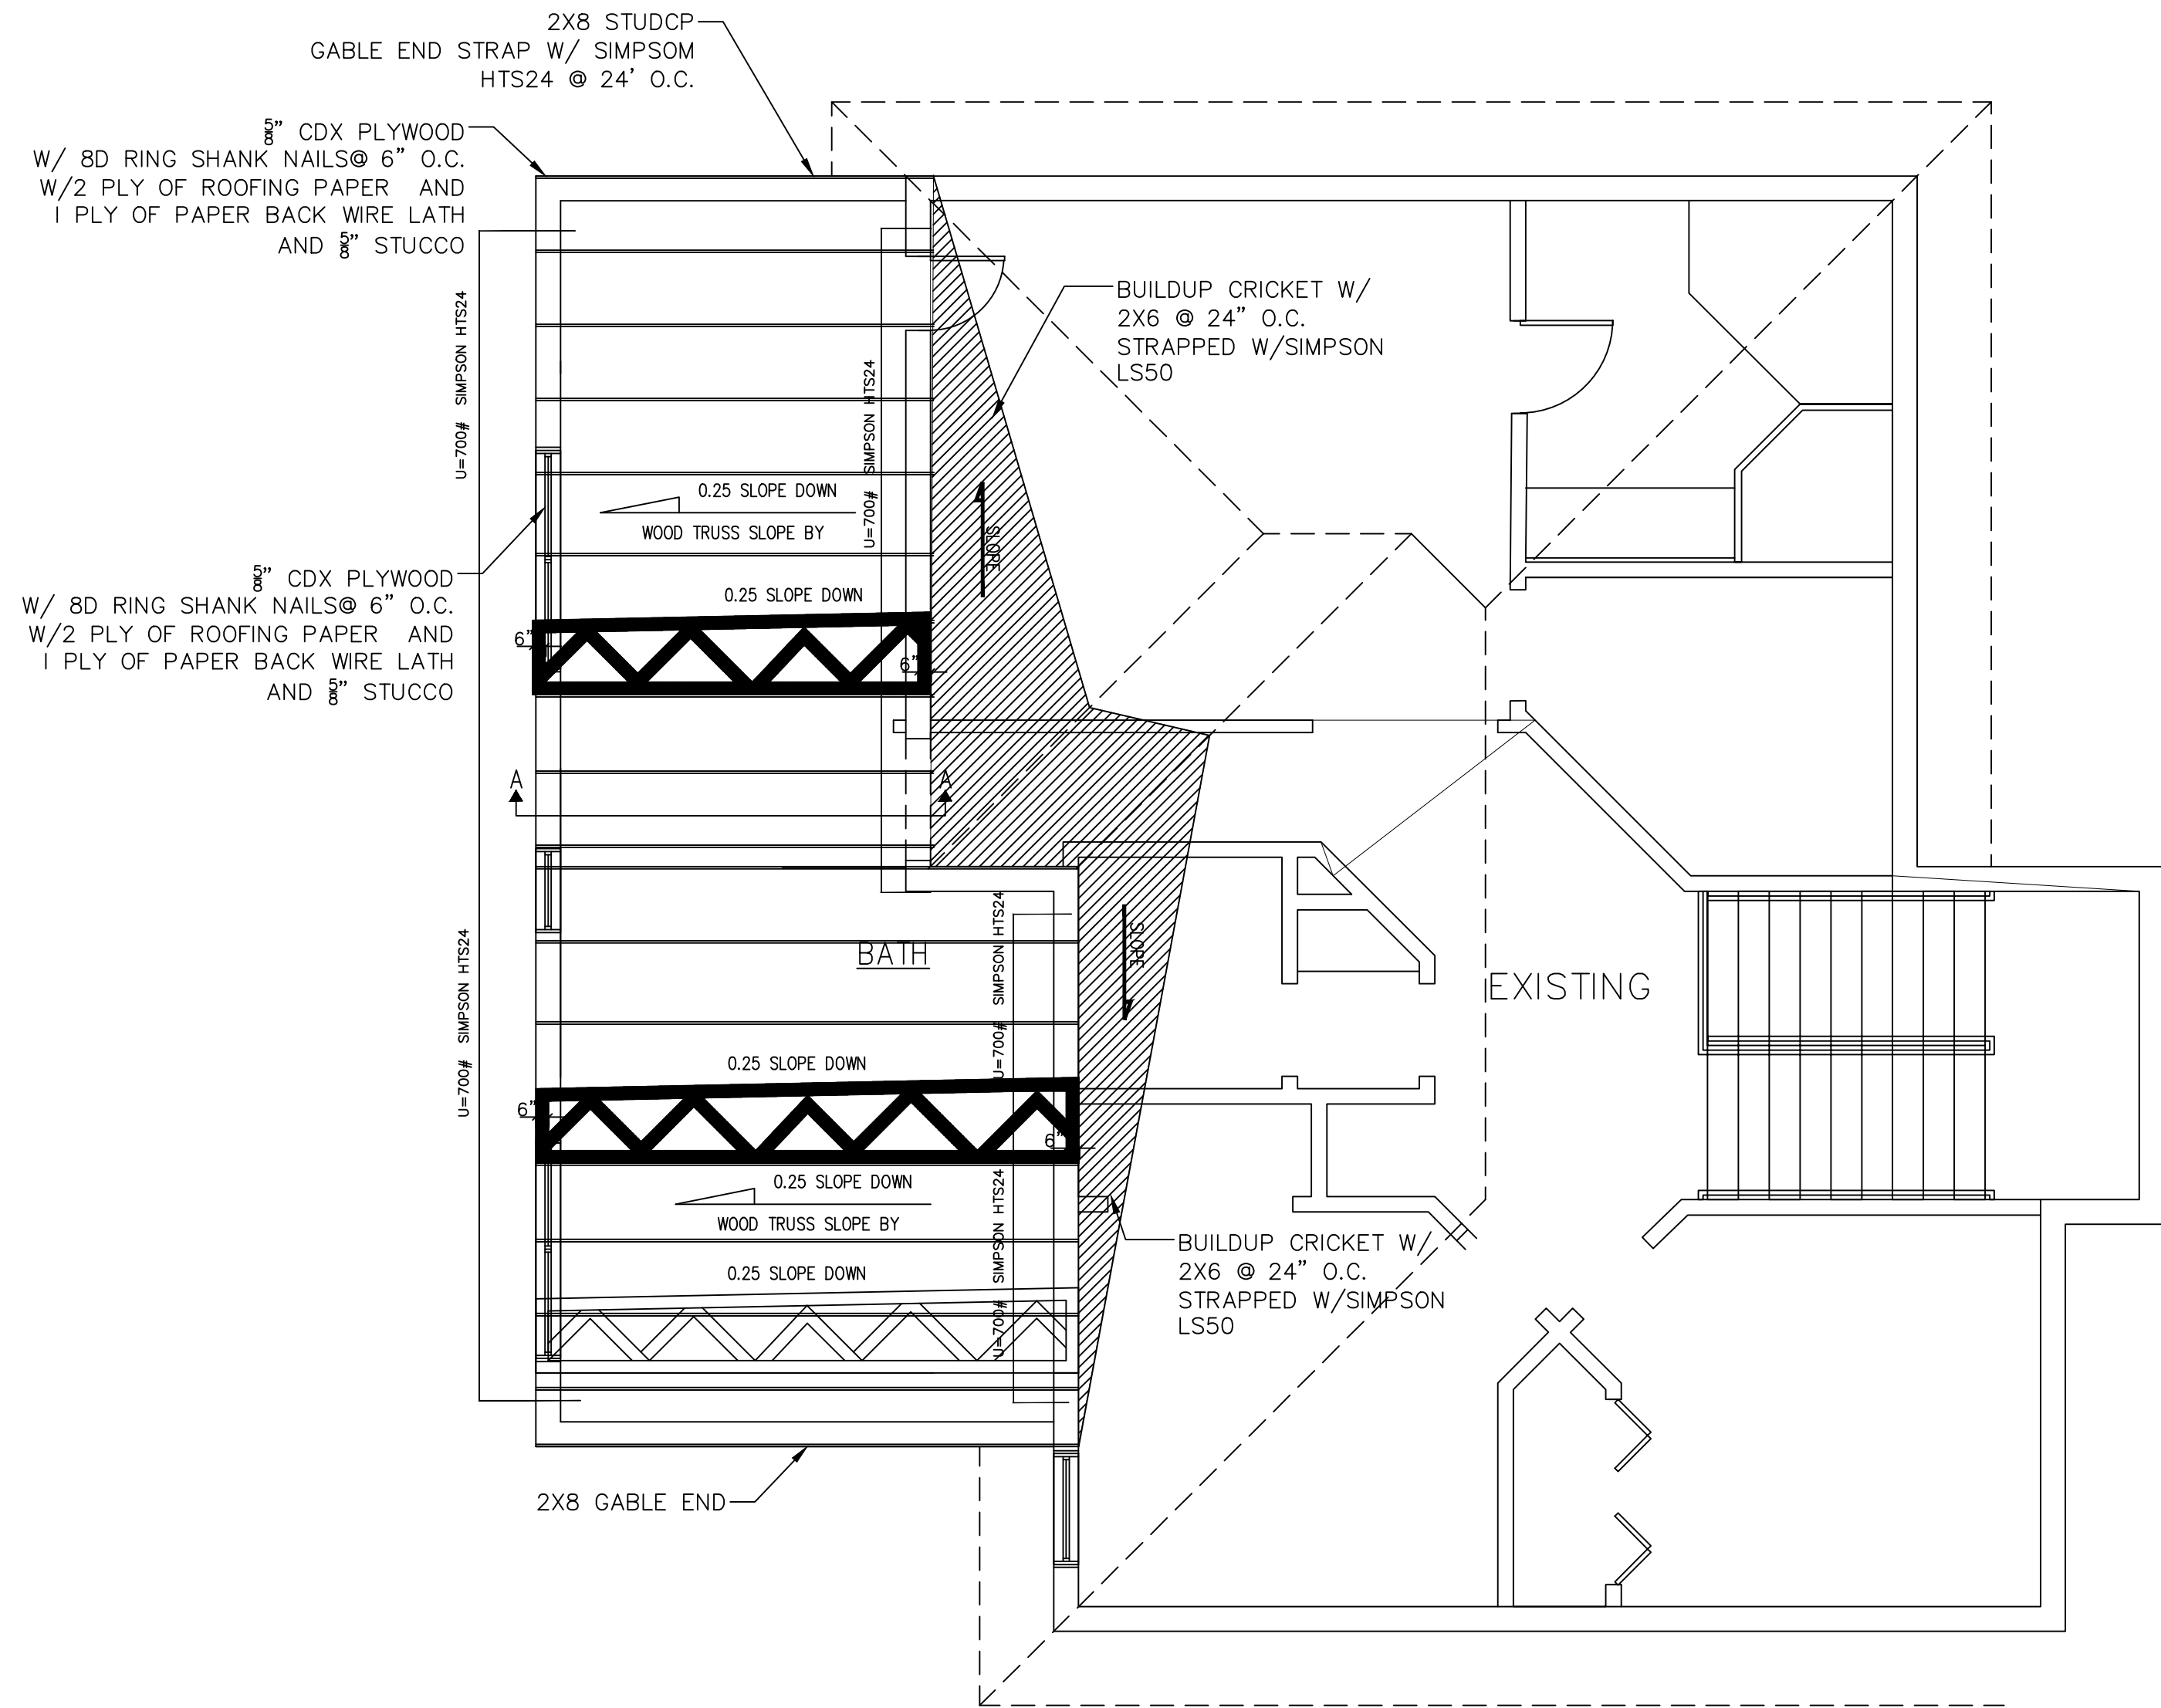 2X8 STUDCP
GABLE END STRAP W/ SIMPSOM
HTS24 @ 24' O.C.
5/8" CDX PLYWOOD
W/ 8D RING SHANK NAILS@ 6" O.C.
W/2 PLY OF ROOFING PAPER AND
I PLY OF PAPER BACK WIRE LATH
AND 5/8" STUCCO
BUILDUP CRICKET W/
2X6 @ 24" O.C.
STRAPPED W/SIMPSON
LS50
U=700# SIMPSON HTS24
U=700# SIMPSON HTS24
0.25 SLOPE DOWN
WOOD TRUSS SLOPE BY
SLOPE
5/8" CDX PLYWOOD
W/ 8D RING SHANK NAILS@ 6" O.C.
W/2 PLY OF ROOFING PAPER AND
I PLY OF PAPER BACK WIRE LATH
AND 5/8" STUCCO
0.25 SLOPE DOWN
6"
6"
A
A
BATH
SLOPE
EXISTING
U=700# SIMPSON HTS24
U=700# SIMPSON HTS24
0.25 SLOPE DOWN
6"
6"
0.25 SLOPE DOWN
WOOD TRUSS SLOPE BY
U=700# SIMPSON HTS24
0.25 SLOPE DOWN
BUILDUP CRICKET W/
2X6 @ 24" O.C.
STRAPPED W/SIMPSON
LS50
2X8 GABLE END